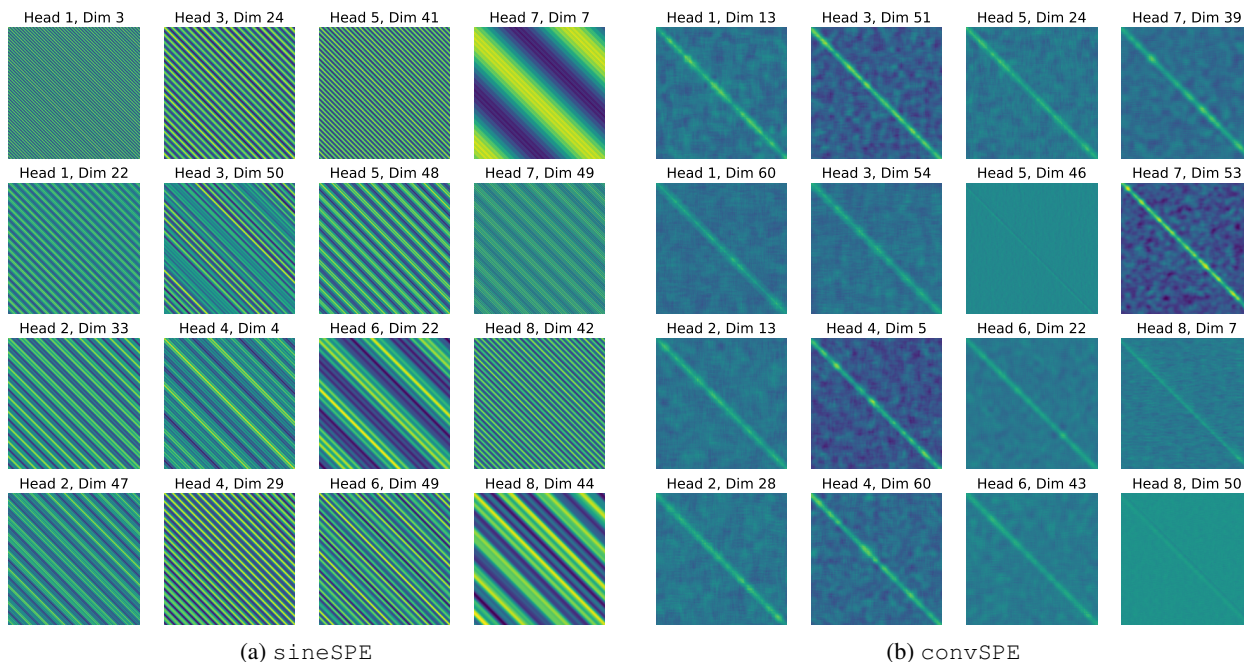 Head 1, Dim 3 Head 3, Dim 24 Head 5, Dim 41 Head 7, Dim 7
Head 1, Dim 22 Head 3, Dim 50 Head 5, Dim 48 Head 7, Dim 49
Head 2, Dim 33 Head 4, Dim 4 Head 6, Dim 22 Head 8, Dim 42
Head 2, Dim 47 Head 4, Dim 29 Head 6, Dim 49 Head 8, Dim 44
(a) sineSPE
Head 1, Dim 13 Head 3, Dim 51 Head 5, Dim 24 Head 7, Dim 39
Head 1, Dim 60 Head 3, Dim 54 Head 5, Dim 46 Head 7, Dim 53
Head 2, Dim 13 Head 4, Dim 5 Head 6, Dim 22 Head 8, Dim 7
Head 2, Dim 28 Head 4, Dim 60 Head 6, Dim 43 Head 8, Dim 50
(b) convSPE